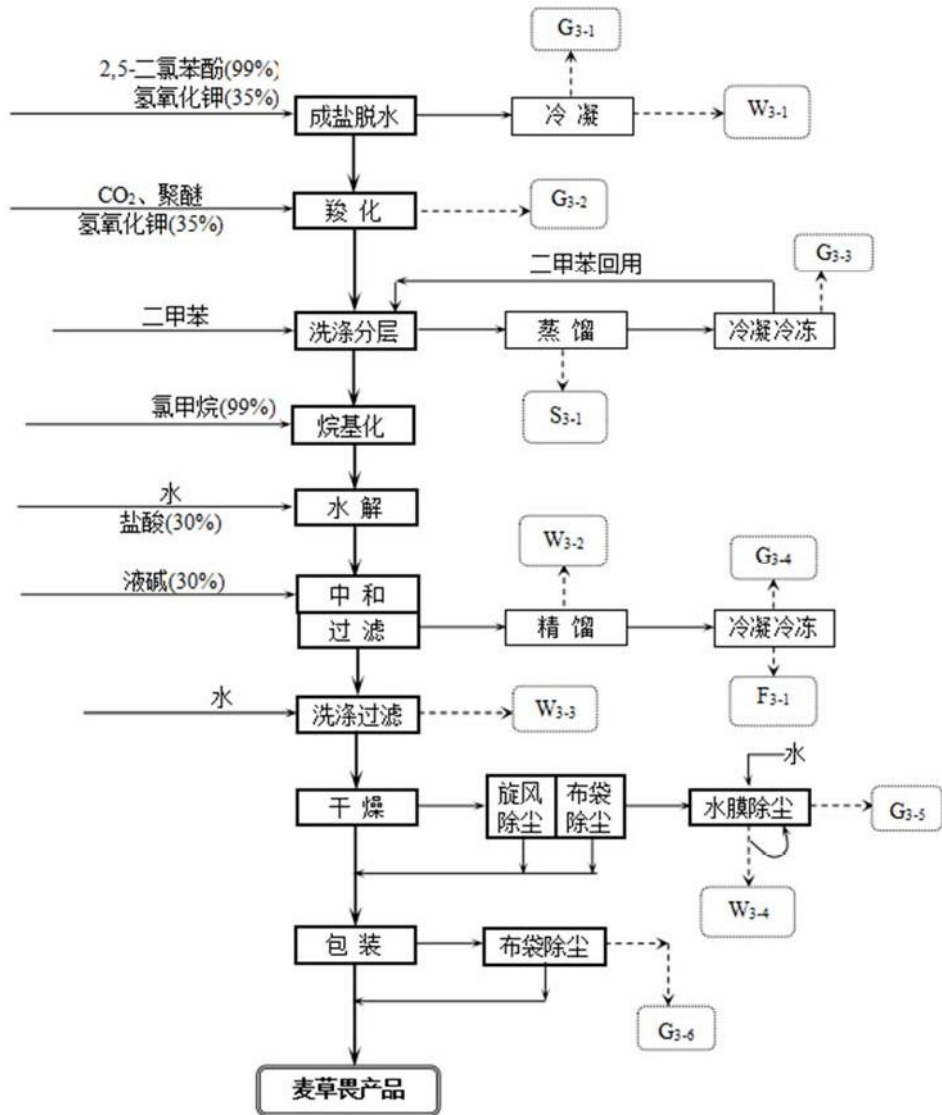 G3-1
2,5-二氯苯酚(99%)
氢氧化钾(35%)
成盐脱水
冷凝
W3-1
CO2、聚醚
氢氧化钾(35%)
羧化
G3-2
二甲苯回用
G3-3
二甲苯
洗涤分层
蒸馏
冷凝冷冻
氯甲烷(99%)
烷基化
S3-1
水
盐酸(30%)
水解
W3-2
G3-4
液碱(30%)
中和
过滤
精馏
冷凝冷冻
水
洗涤过滤
W3-3
F3-1
水
干燥
旋风
除尘
布袋
除尘
水膜除尘
G3-5
W3-4
包装
布袋除尘
G3-6
麦草畏产品